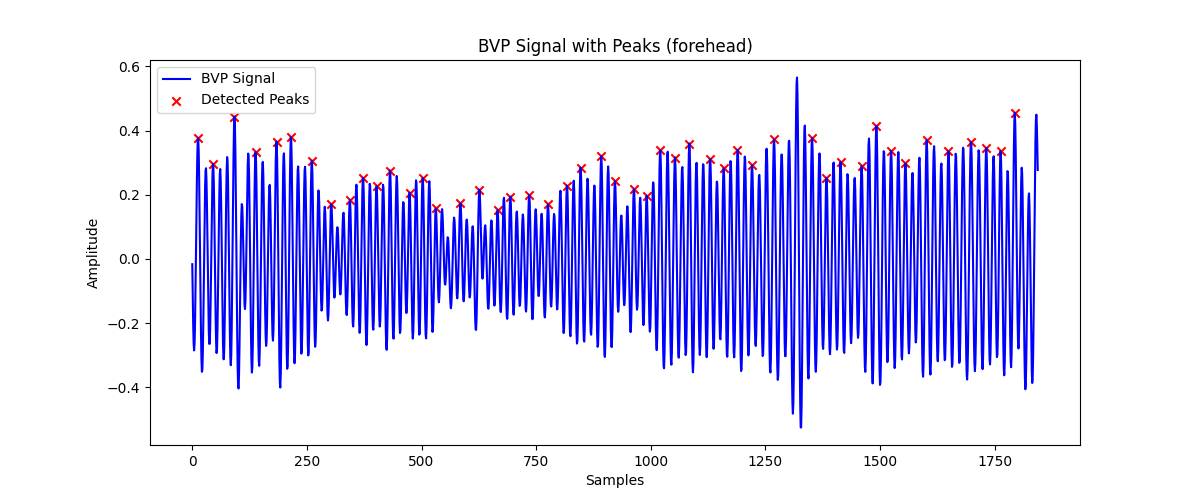 BVP Signal with Peaks (forehead)
BVP Signal
Detected Peaks
Amplitude
0.6
0.4
0.2
0.0
−0.2
−0.4
0 250 500 750 1000 1250 1500 1750
Samples